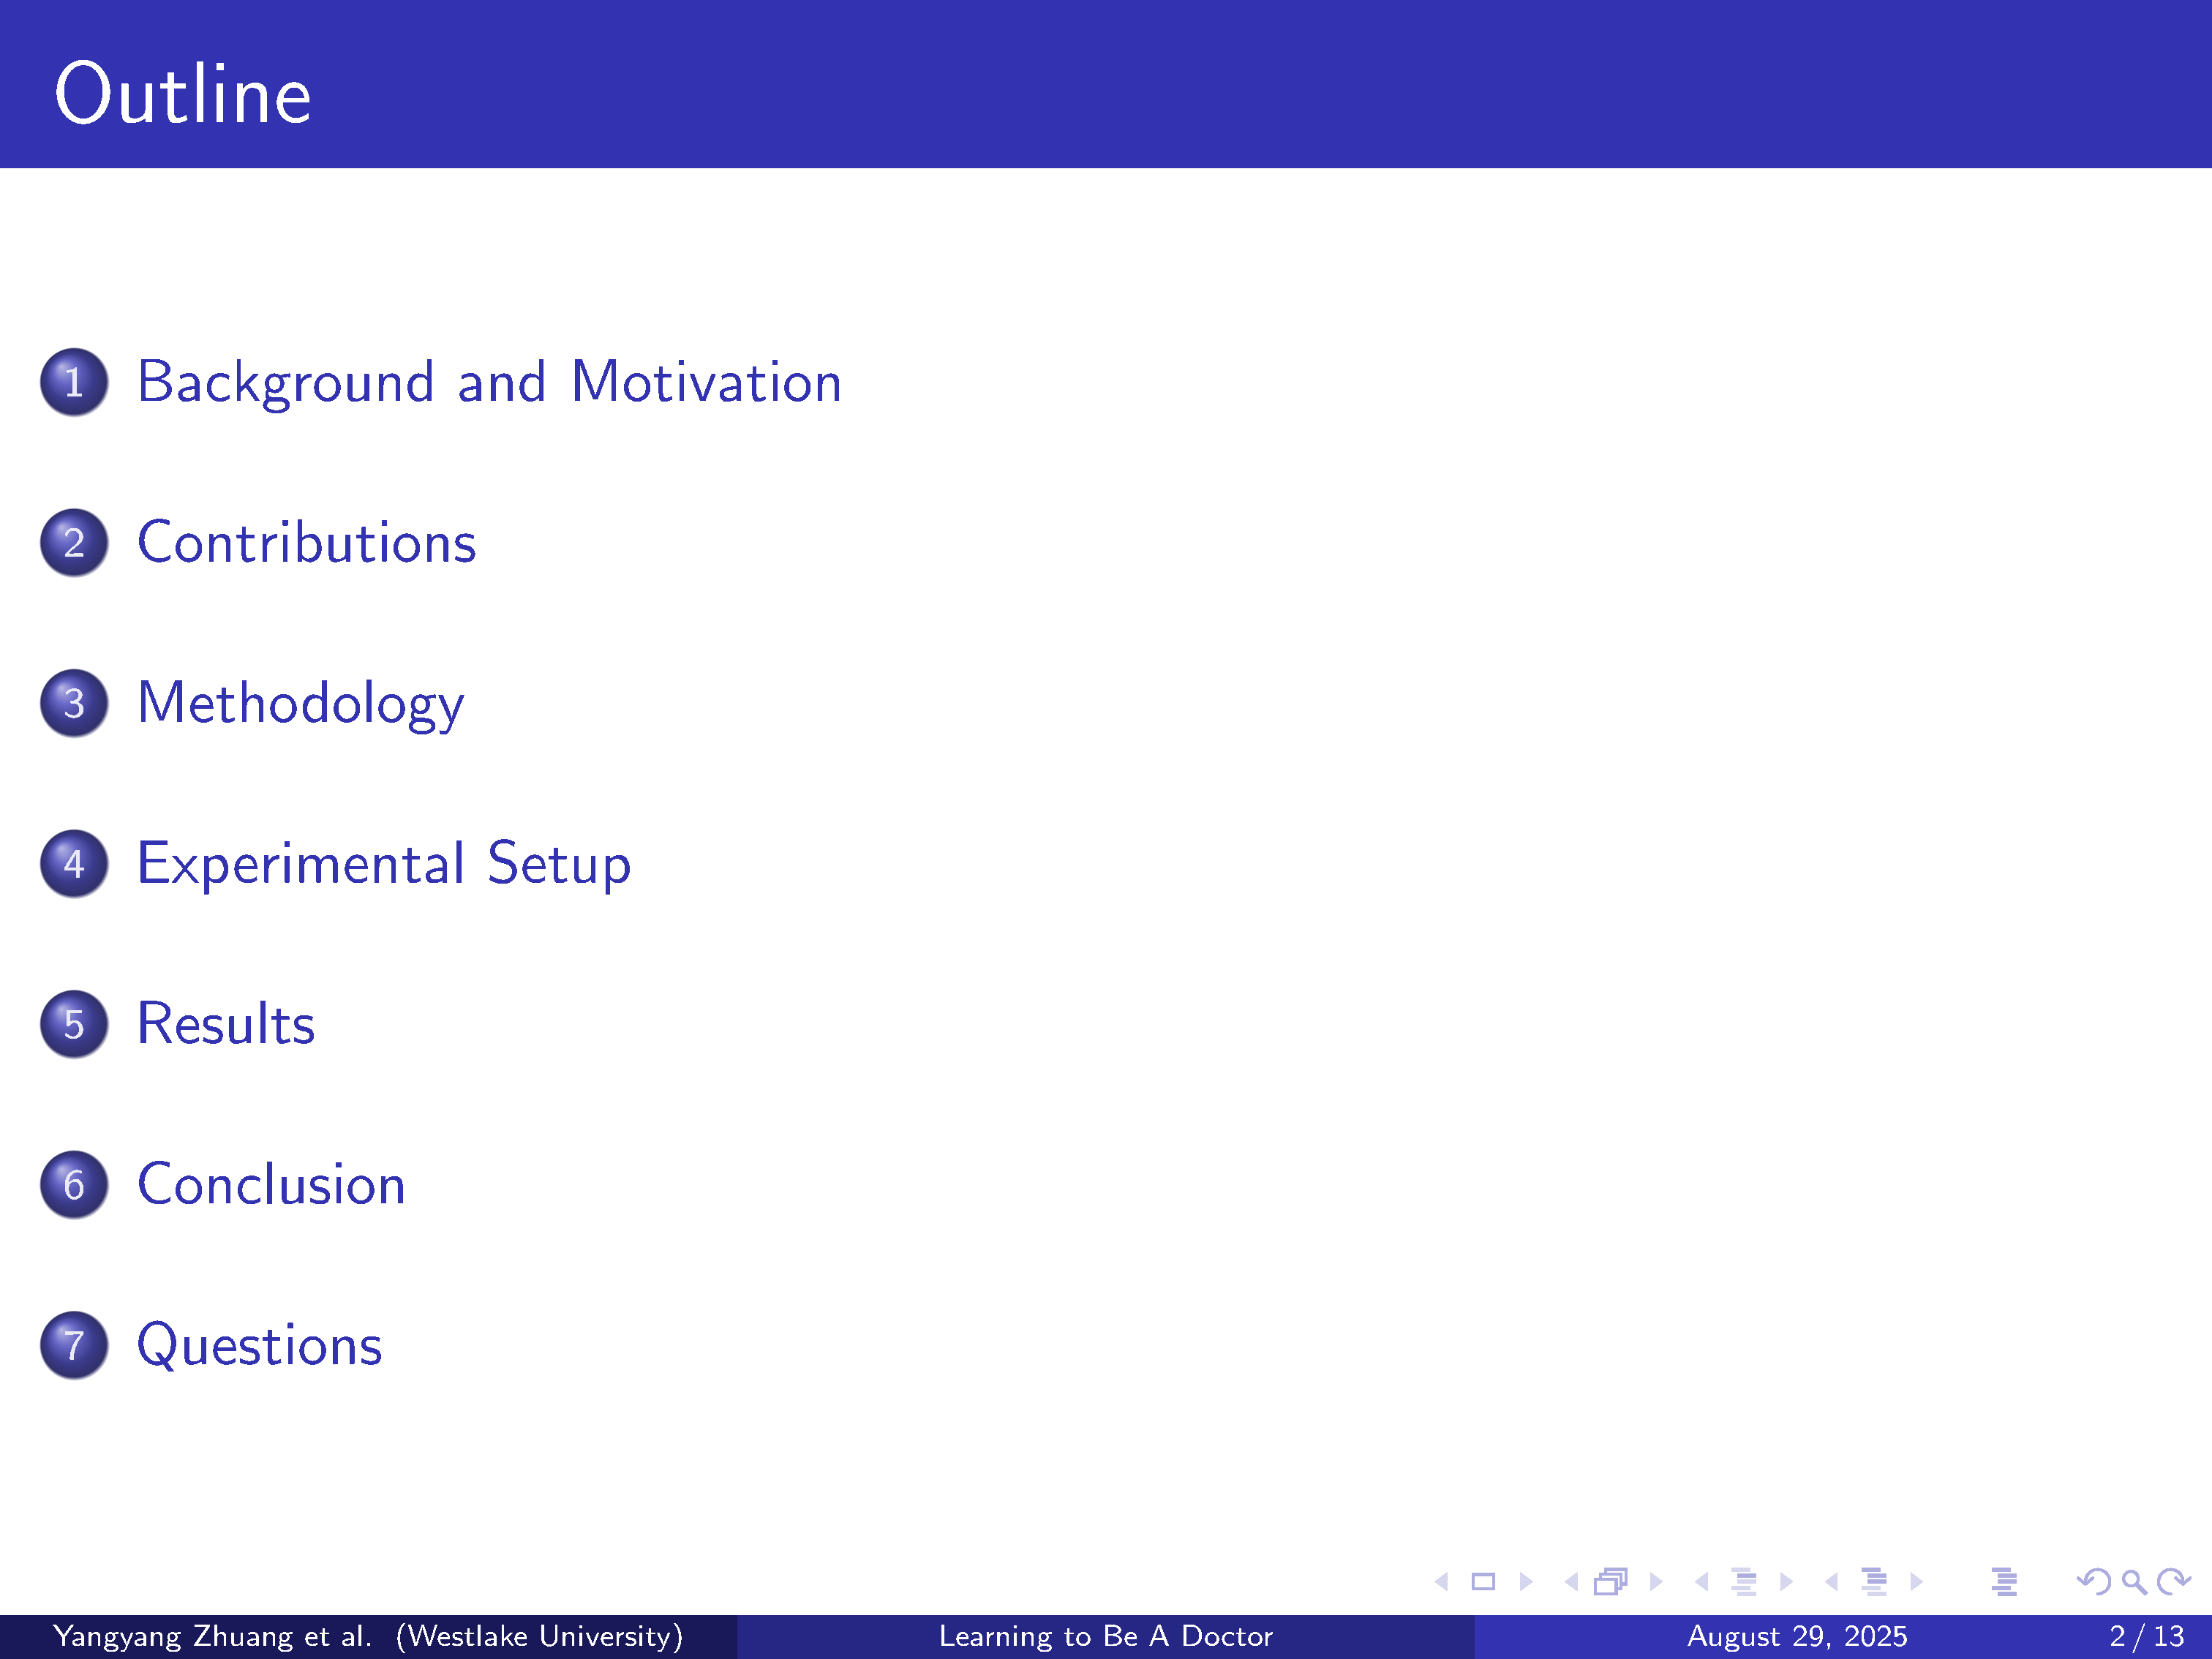 Outline
1 Background and Motivation
2 Contributions
3 Methodology
4 Experimental Setup
5 Results
6 Conclusion
7 Questions
Yangyang Zhuang et al. (Westlake University) Learning to Be A Doctor August 29, 2025 2 / 13